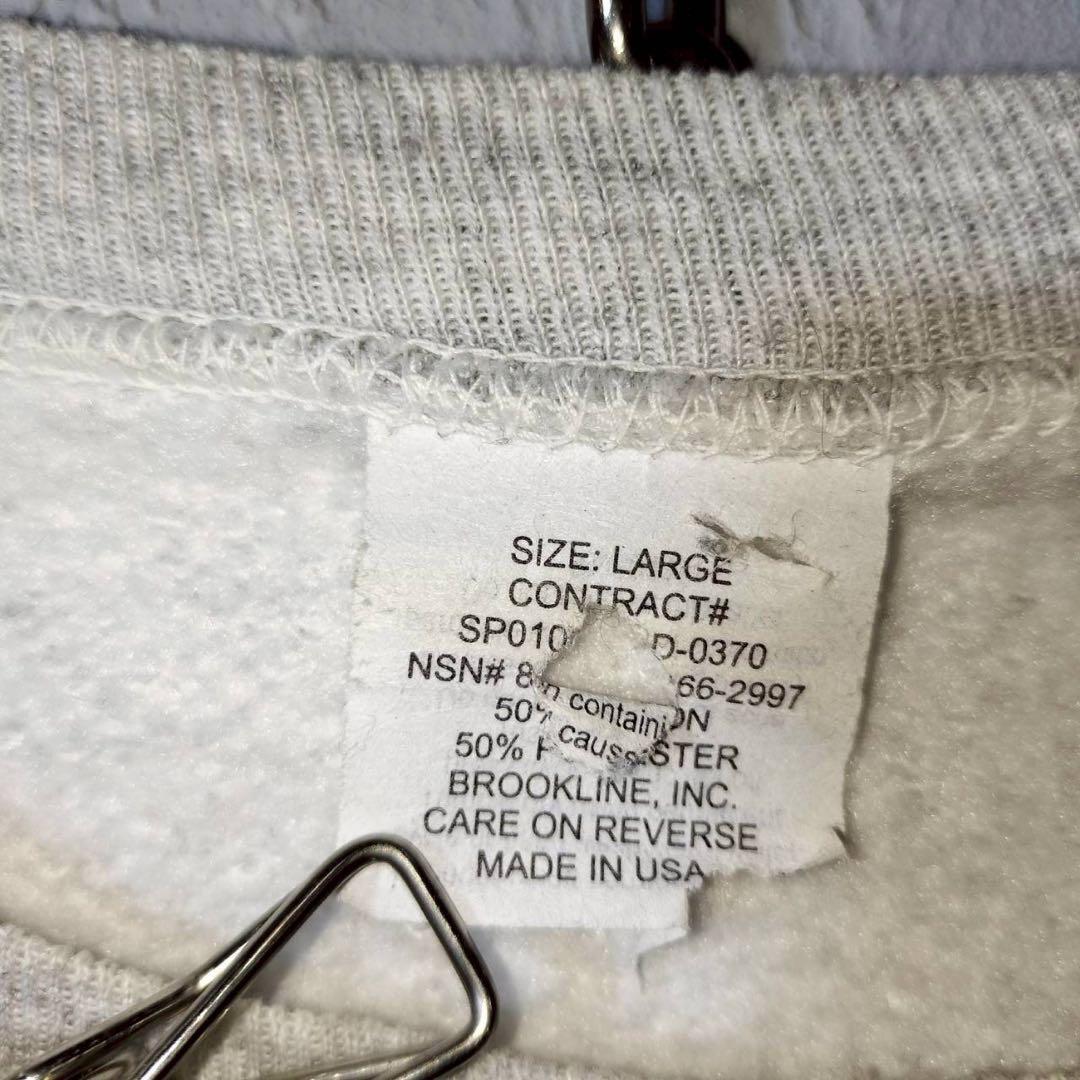 SIZE: LARGE
CONTRACT#
SP010 D-0370
NSN# 8 66-2997
50% ON
containi
50% P STER
caus
BROOKLINE, INC.
CARE ON REVERSE
MADE IN USA